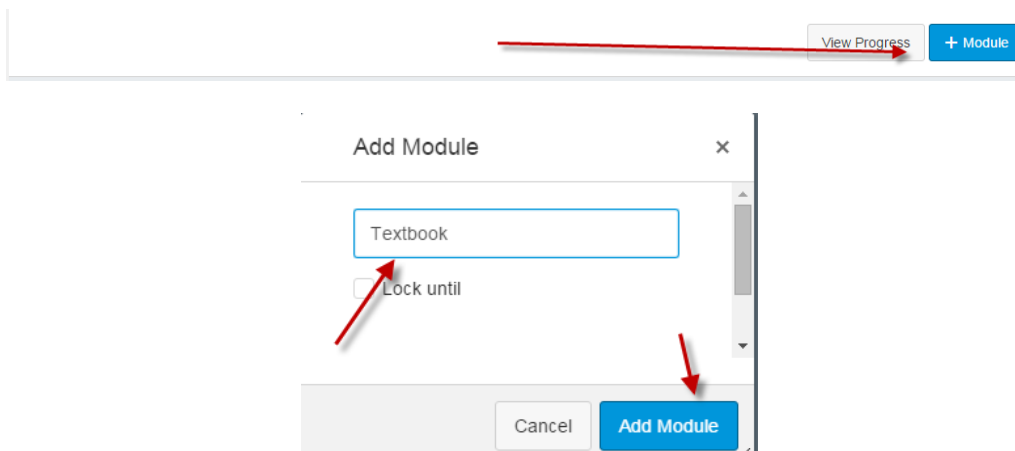 View Progress + Module
Add Module ×
Textbook
Lock until
Cancel Add Module